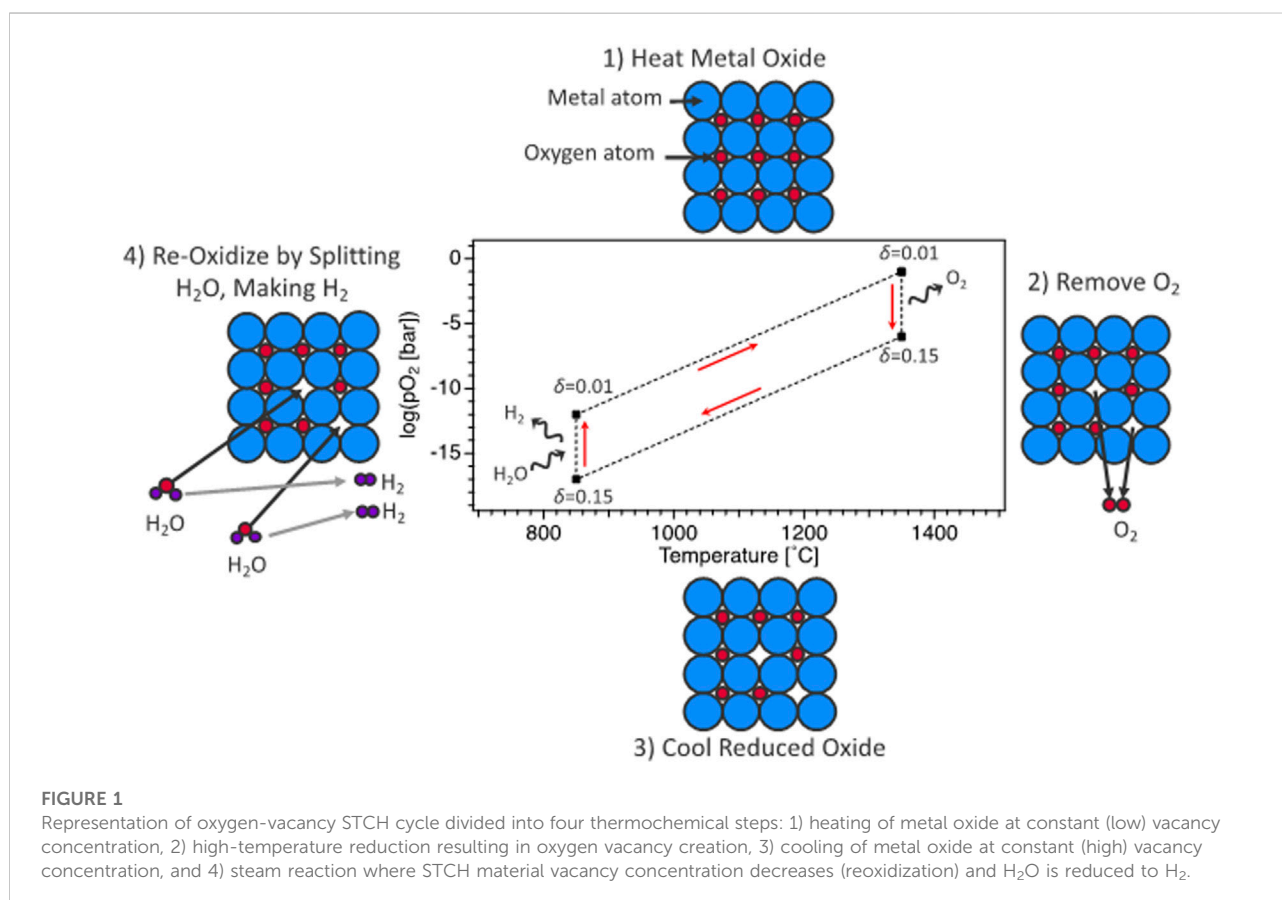 1) Heat Metal Oxide
Metal atom
Oxygen atom
4) Re-Oxidize by Splitting
H₂O, Making H₂
H₂O
H₂O
H₂
H₂
log(pO₂ [bar])
0
-5
-10
-15
δ=0.01
O₂
δ=0.15
δ=0.01
H₂
H₂O
δ=0.15
800
1000
1200
1400
Temperature [˚C]
2) Remove O₂
O₂
3) Cool Reduced Oxide
FIGURE 1
Representation of oxygen-vacancy STCH cycle divided into four thermochemical steps: 1) heating of metal oxide at constant (low) vacancy
concentration, 2) high-temperature reduction resulting in oxygen vacancy creation, 3) cooling of metal oxide at constant (high) vacancy
concentration, and 4) steam reaction where STCH material vacancy concentration decreases (reoxidization) and H₂O is reduced to H₂.